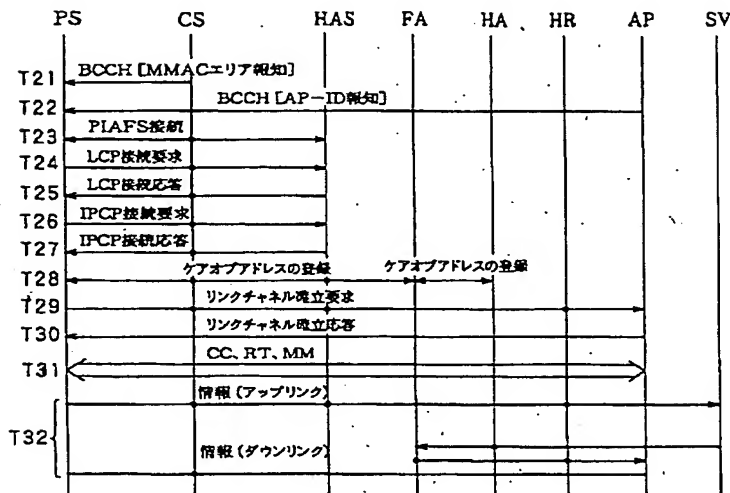 PS CS HAS FA HA HR AP SV
T21 BCCH [MMACエリア報知]
T22 BCCH [AP-ID報知]
T23 PIAFS接続
T24 LCP接続要求
T25 LCP接続応答
T26 IPCP接続要求
T27 IPCP接続応答
T28 ケアオブアドレスの登録 ケアオブアドレスの登録
T29 リンクチャネル確立要求
T30 リンクチャネル確立応答
T31 CC、RT、MM
情報(アップリンク)
T32
情報(ダウンリンク)